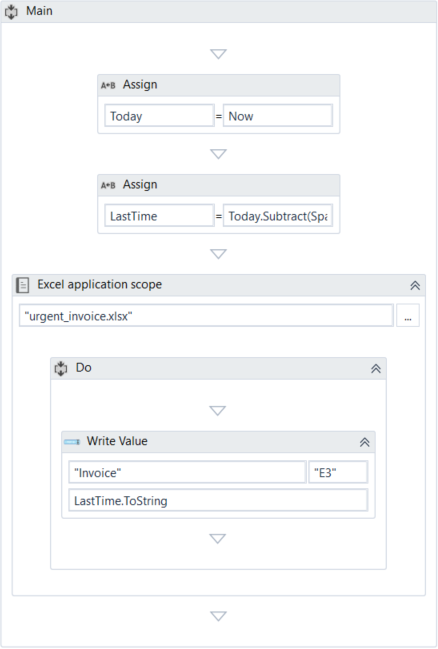 Main
A+B Assign
Today = Now
A+B Assign
LastTime = Today.Subtract(Spa
Excel application scope
"urgent_invoice.xlsx" ...
Do
Write Value
"Invoice" "E3"
LastTime.ToString